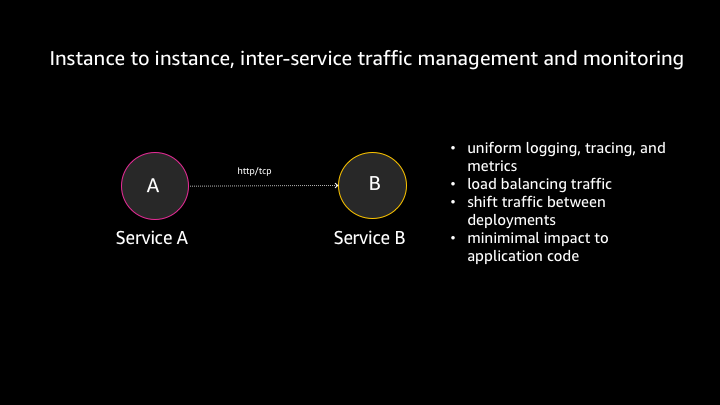 Instance to instance, inter-service traffic management and monitoring
http/tcp
A
B
Service A
Service B
• uniform logging, tracing, and
metrics
• load balancing traffic
• shift traffic between
deployments
• minimimal impact to
application code